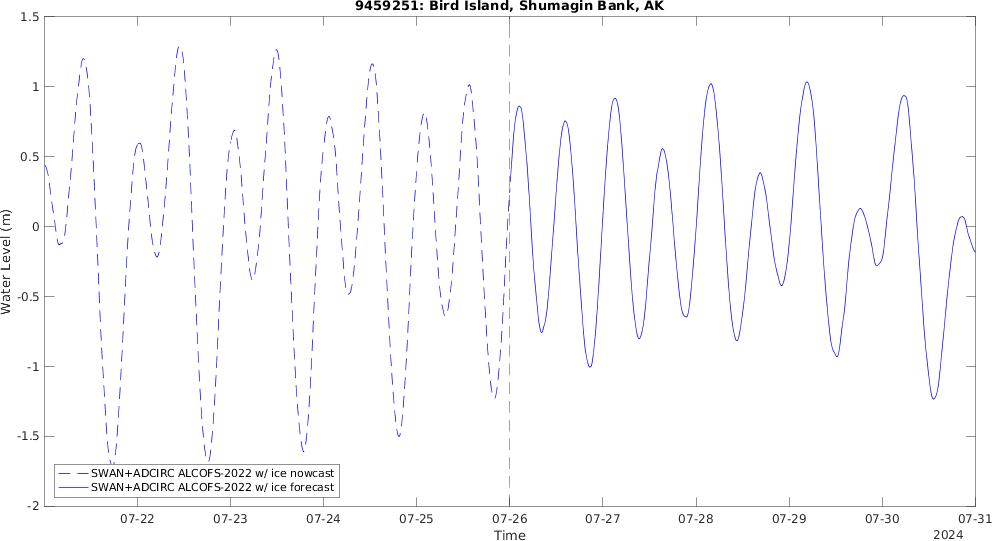 9459251: Bird Island, Shumagin Bank, AK
1.5
1
0.5
0
-0.5
-1
-1.5
-2
Water Level (m)
SWAN+ADCIRC ALCOFS-2022 w/ ice nowcast
SWAN+ADCIRC ALCOFS-2022 w/ ice forecast
07-22 07-23 07-24 07-25 07-26 07-27 07-28 07-29 07-30 07-31
Time
2024